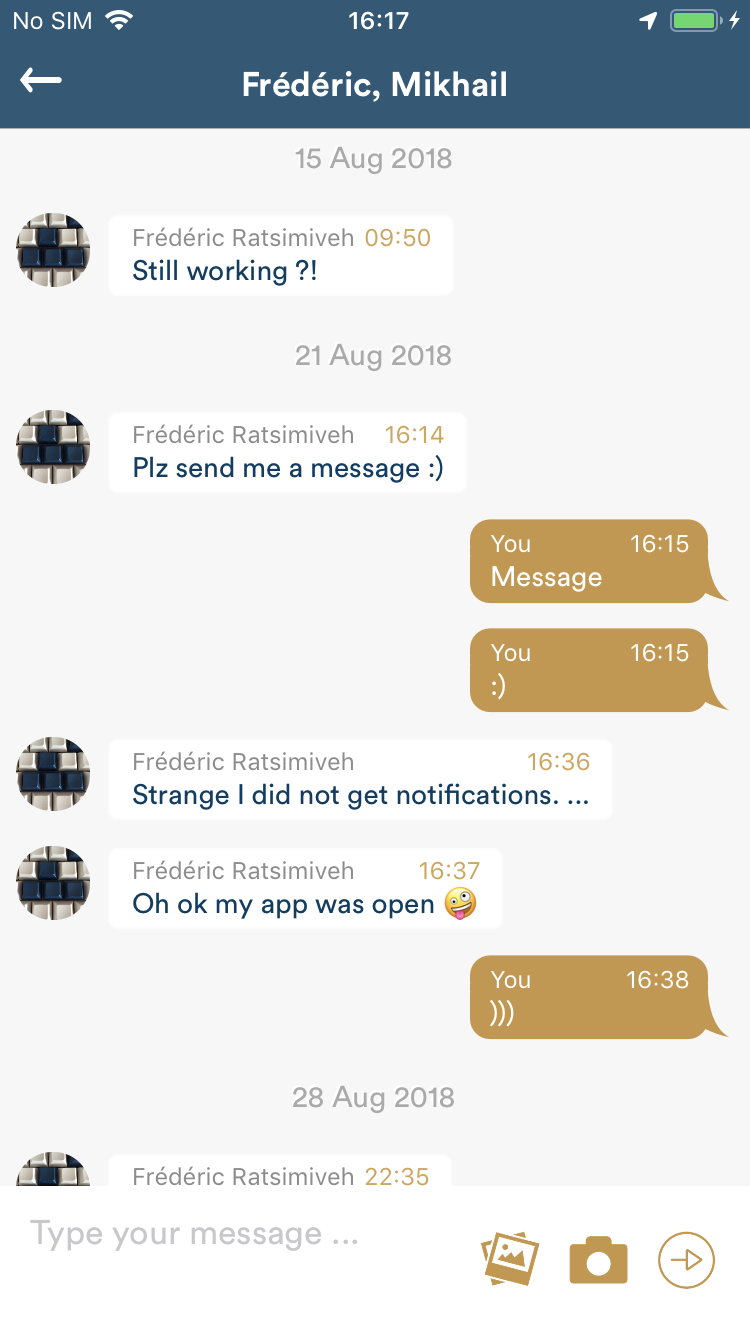 No SIM 16:17
Frédéric, Mikhail
15 Aug 2018
Frédéric Ratsimiveh 09:50
Still working ?!
21 Aug 2018
Frédéric Ratsimiveh 16:14
Plz send me a message :)
You 16:15
Message
You 16:15
:)
Frédéric Ratsimiveh 16:36
Strange I did not get notifications. ...
Frédéric Ratsimiveh 16:37
Oh ok my app was open 🤪
You 16:38
)))
28 Aug 2018
Frédéric Ratsimiveh 22:35
Type your message ...